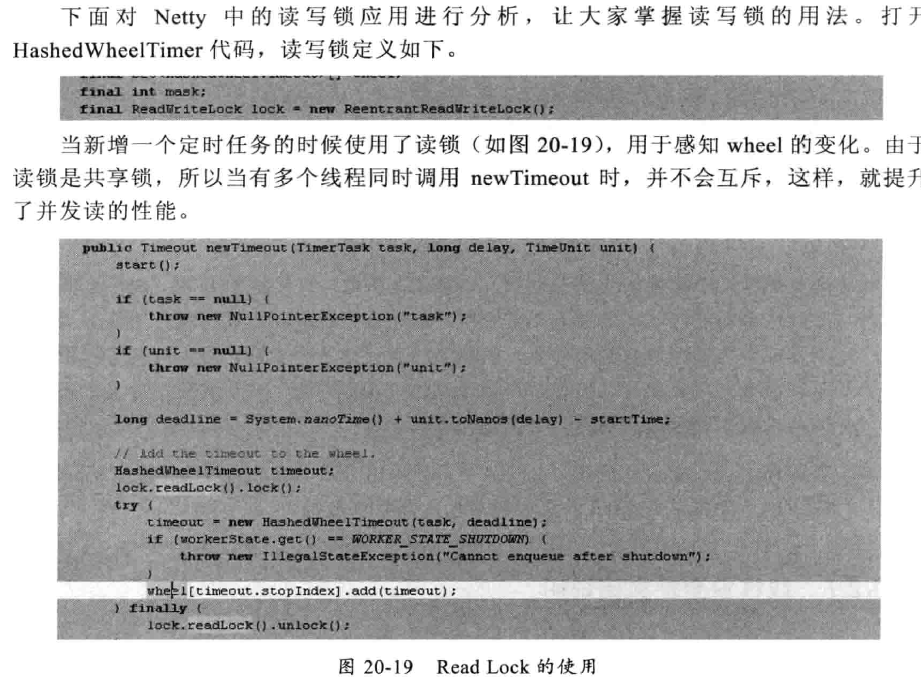 下面对 Netty 中的读写锁应用进行分析，让大家掌握读写锁的用法。打开
HashedWheelTimer 代码，读写锁定义如下。
final int mask;
final ReadWriteLock lock = new ReentrantReadWriteLock();
当新增一个定时任务的时候使用了读锁（如图 20-19），用于感知 wheel 的变化。由于
读锁是共享锁，所以当有多个线程同时调用 newTimeout 时，并不会互斥，这样，就提升
了并发读的性能。
public Timeout newTimeout(TimerTask task, long delay, TimeUnit unit) {
start();
if (task == null) {
throw new NullPointerException("task");
}
if (unit == null) {
throw new NullPointerException("unit");
}
long deadline = System.nanoTime() + unit.toNanos(delay) - startTime;
// Add the timeout to the wheel.
HashedWheelTimeout timeout;
lock.readLock().lock();
try {
timeout = new HashedWheelTimeout(task, deadline);
if (workerState.get() == WORKER_STATE_SHUTDOWN) {
throw new IllegalStateException("Cannot enqueue after shutdown");
}
wheel[timeout.stopIndex].add(timeout);
} finally {
lock.readLock().unlock();
图 20-19 Read Lock 的使用